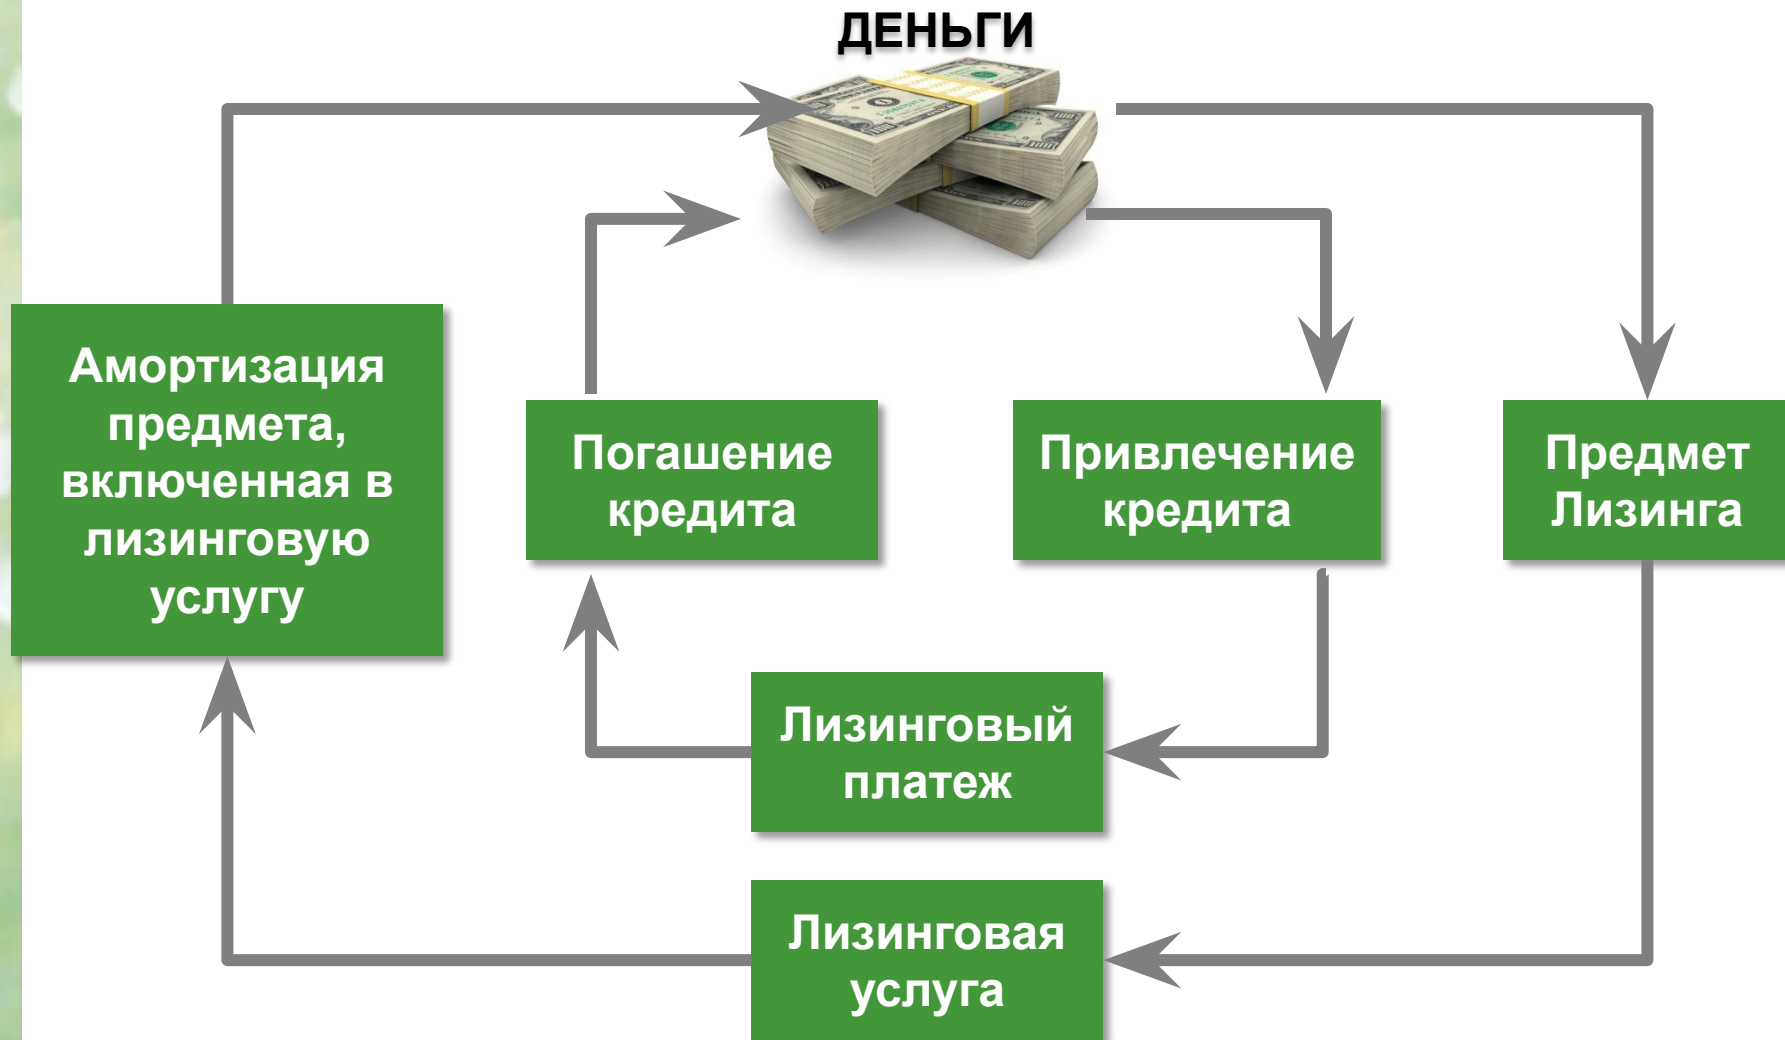 ДЕНЬГИ
Амортизация
предмета,
включенная в
лизинговую
услугу
Погашение
кредита
Привлечение
кредита
Предмет
Лизинга
Лизинговый
платеж
Лизинговая
услуга